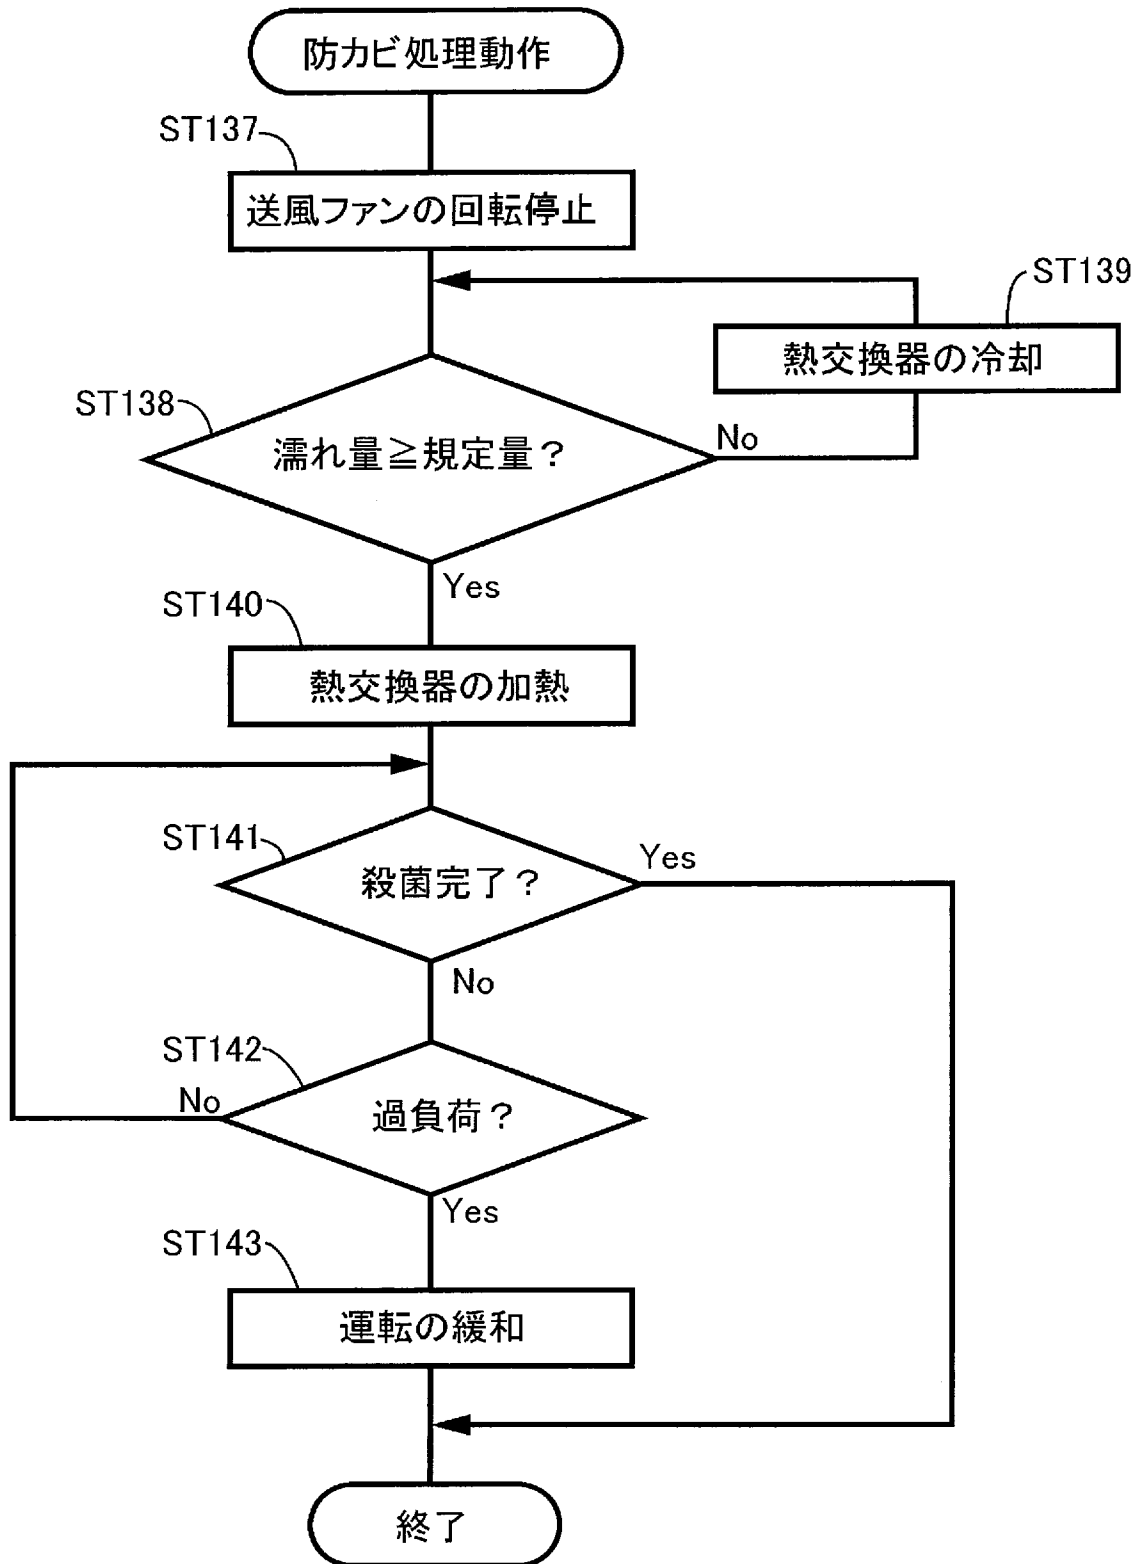 防カビ処理動作
ST137
送風ファンの回転停止
ST139
熱交換器の冷却
ST138
濡れ量≧規定量？
No
Yes
ST140
熱交換器の加熱
ST141
殺菌完了？
Yes
No
ST142
過負荷？
No
Yes
ST143
運転の緩和
終了